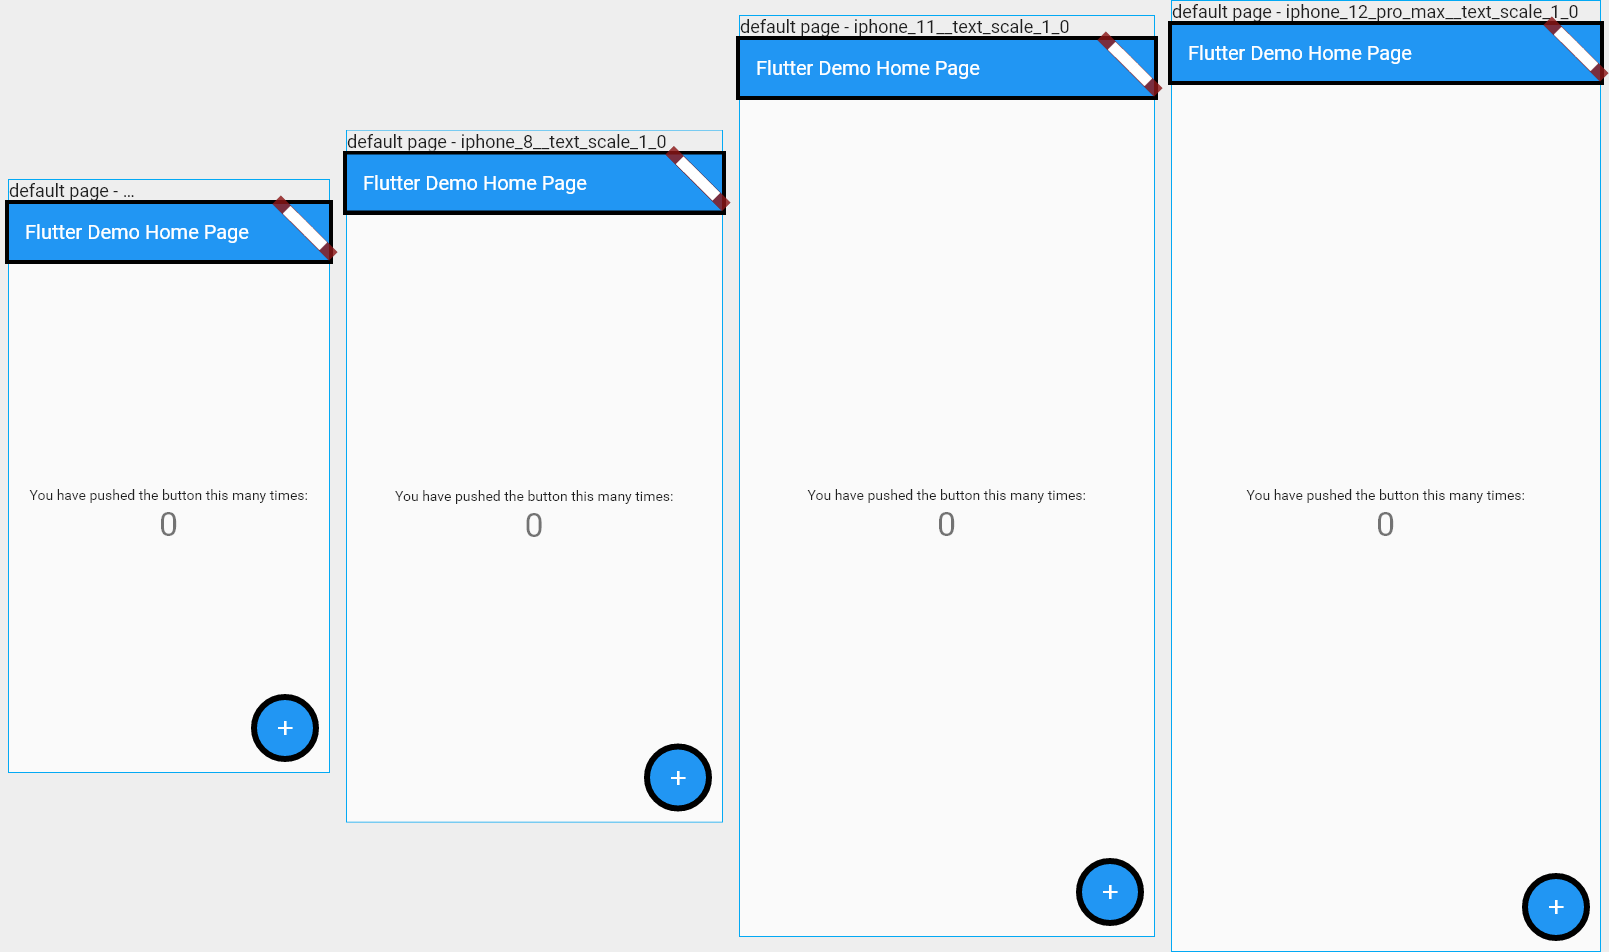 default page - ...
Flutter Demo Home Page
You have pushed the button this many times:
0
+
default page - iphone_8__text_scale_1_0
Flutter Demo Home Page
You have pushed the button this many times:
0
+
default page - iphone_11__text_scale_1_0
Flutter Demo Home Page
You have pushed the button this many times:
0
+
default page - iphone_12_pro_max__text_scale_1_0
Flutter Demo Home Page
You have pushed the button this many times:
0
+